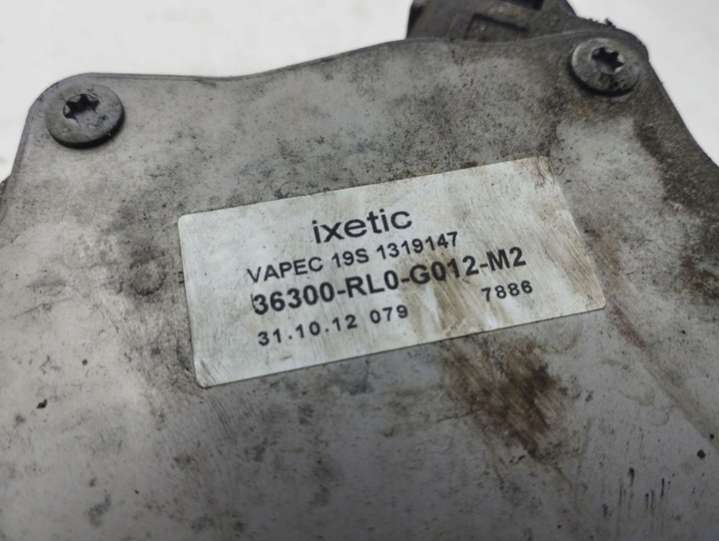 ixetic
VAPEC 19S 1319147
36300-RL0-G012-M2
31.10.12 079 7886